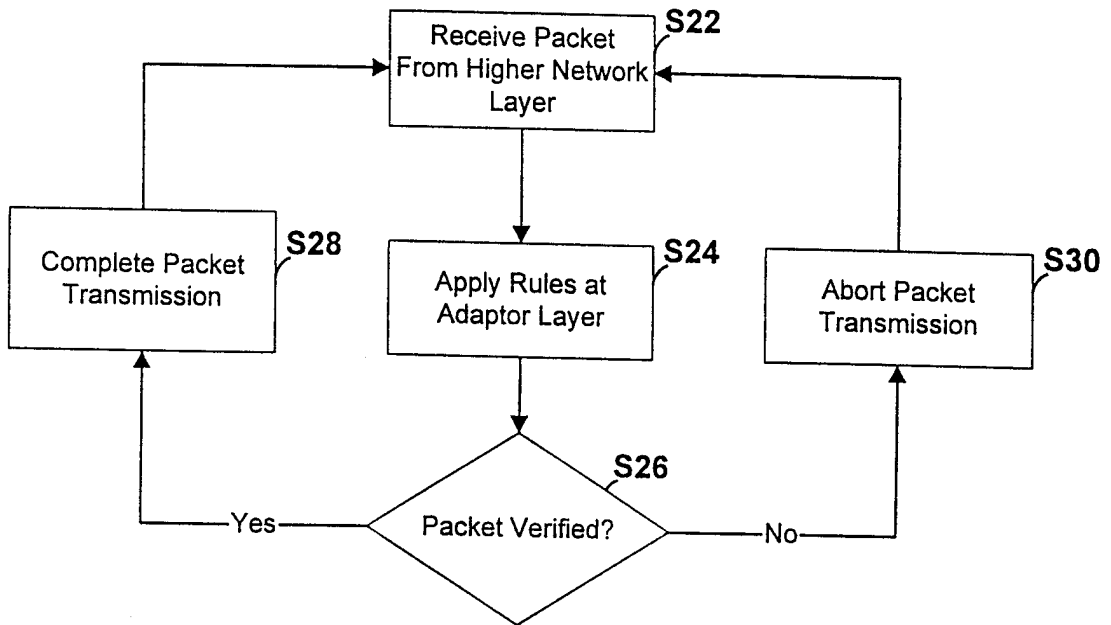 Receive Packet
From Higher Network
Layer
S22
Complete Packet
Transmission
S28
Apply Rules at
Adaptor Layer
S24
Abort Packet
Transmission
S30
Packet Verified?
S26
Yes
No